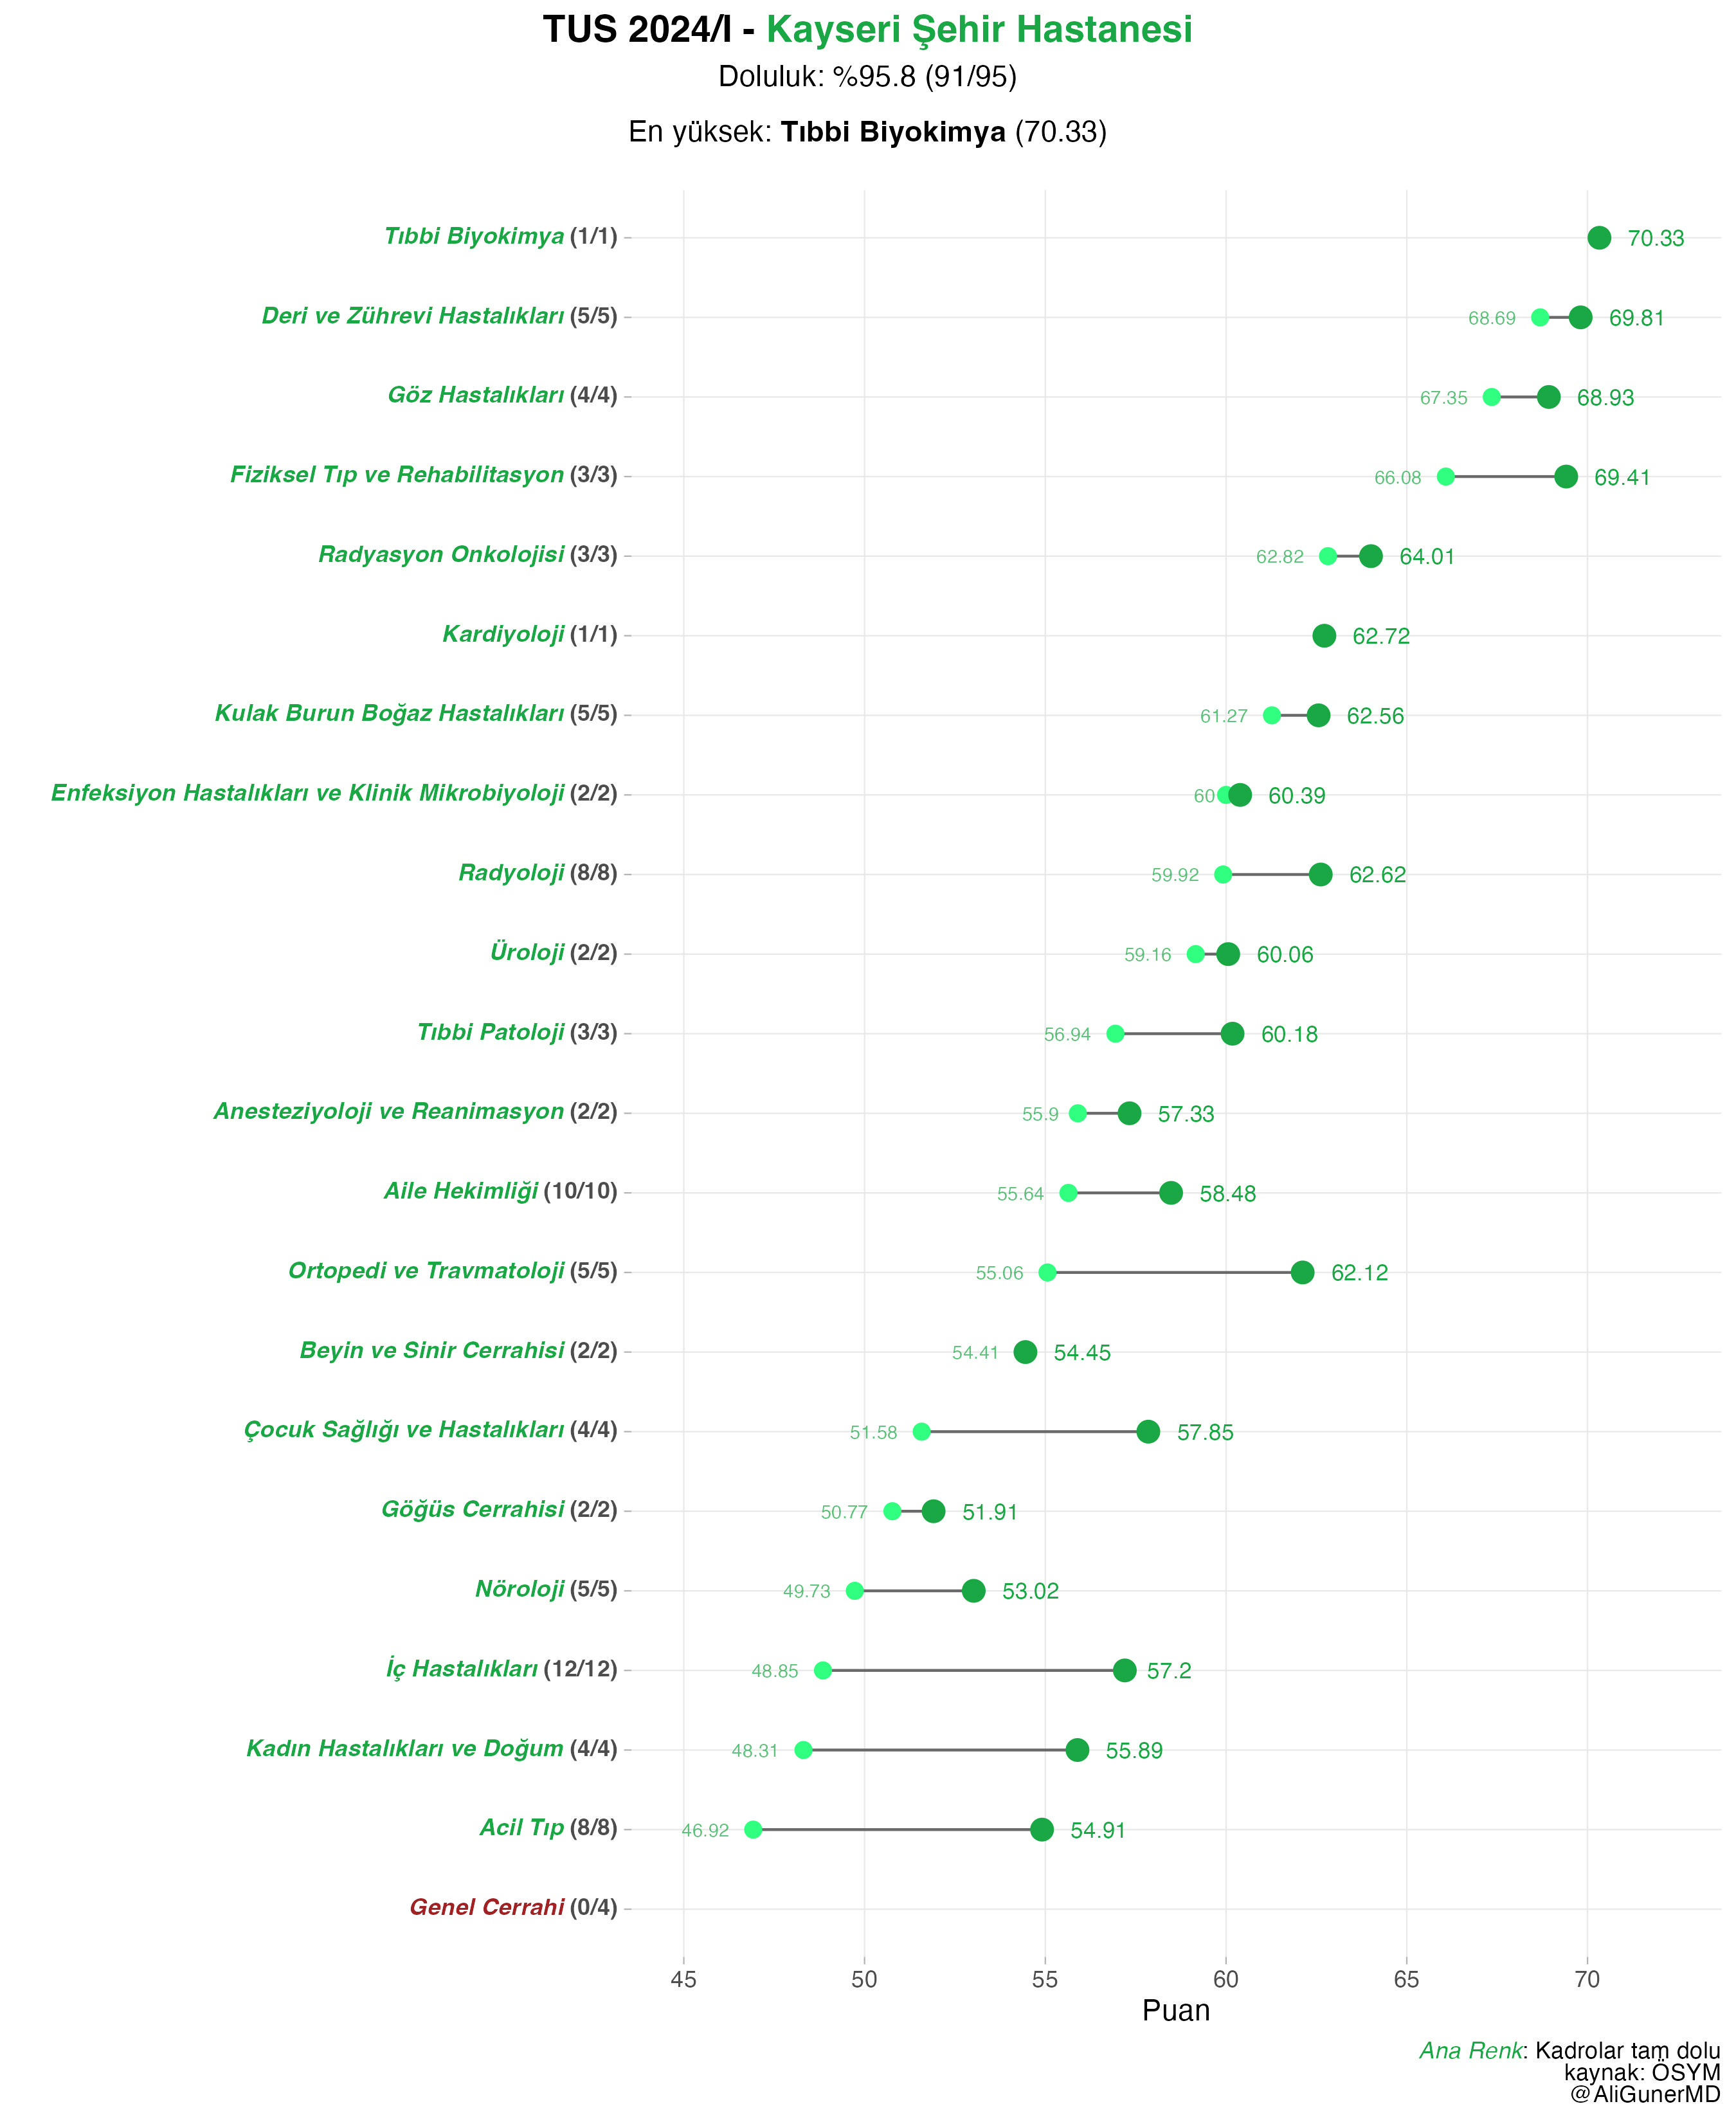 TUS 2024/I - Kayseri Şehir Hastanesi
Doluluk: %95.8 (91/95)
En yüksek: Tıbbi Biyokimya (70.33)
Tıbbi Biyokimya (1/1) 70.33
Deri ve Zührevi Hastalıkları (5/5) 68.69 69.81
Göz Hastalıkları (4/4) 67.35 68.93
Fiziksel Tıp ve Rehabilitasyon (3/3) 66.08 69.41
Radyasyon Onkolojisi (3/3) 62.82 64.01
Kardiyoloji (1/1) 62.72
Kulak Burun Boğaz Hastalıkları (5/5) 61.27 62.56
Enfeksiyon Hastalıkları ve Klinik Mikrobiyoloji (2/2) 60 60.39
Radyoloji (8/8) 59.92 62.62
Üroloji (2/2) 59.16 60.06
Tıbbi Patoloji (3/3) 56.94 60.18
Anesteziyoloji ve Reanimasyon (2/2) 55.9 57.33
Aile Hekimliği (10/10) 55.64 58.48
Ortopedi ve Travmatoloji (5/5) 55.06 62.12
Beyin ve Sinir Cerrahisi (2/2) 54.41 54.45
Çocuk Sağlığı ve Hastalıkları (4/4) 51.58 57.85
Göğüs Cerrahisi (2/2) 50.77 51.91
Nöroloji (5/5) 49.73 53.02
İç Hastalıkları (12/12) 48.85 57.2
Kadın Hastalıkları ve Doğum (4/4) 48.31 55.89
Acil Tıp (8/8) 46.92 54.91
Genel Cerrahi (0/4)
45 50 55 60 65 70
Puan
Ana Renk: Kadrolar tam dolu
kaynak: ÖSYM
@AliGunerMD